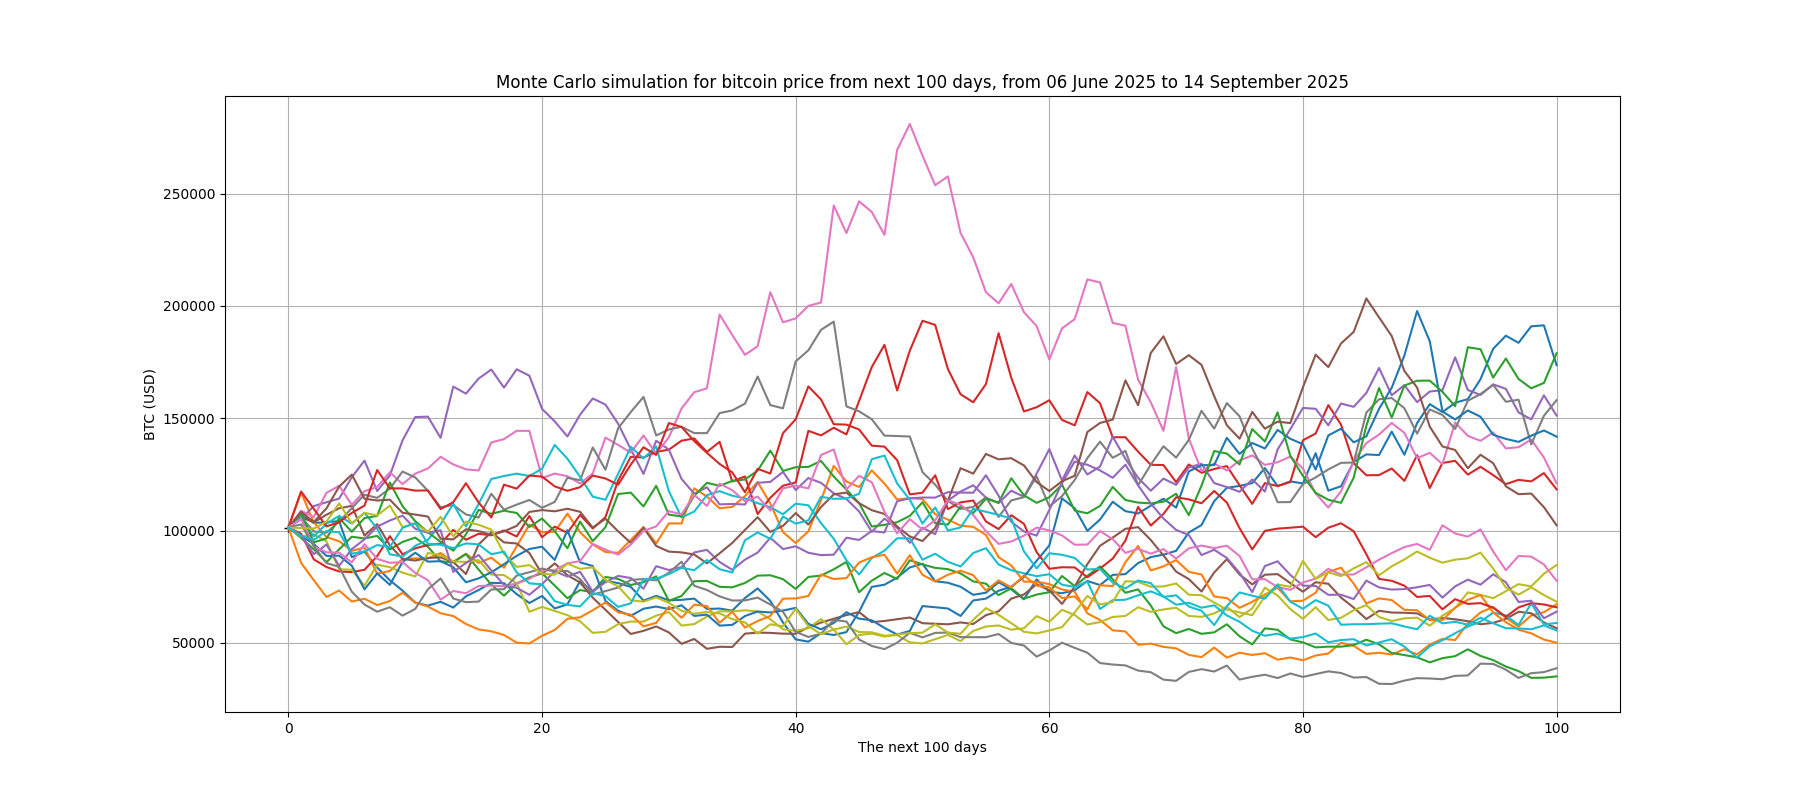 Monte Carlo simulation for bitcoin price from next 100 days, from 06 June 2025 to 14 September 2025
250000
200000
150000
100000
50000
BTC (USD)
0 20 40 60 80 100
The next 100 days